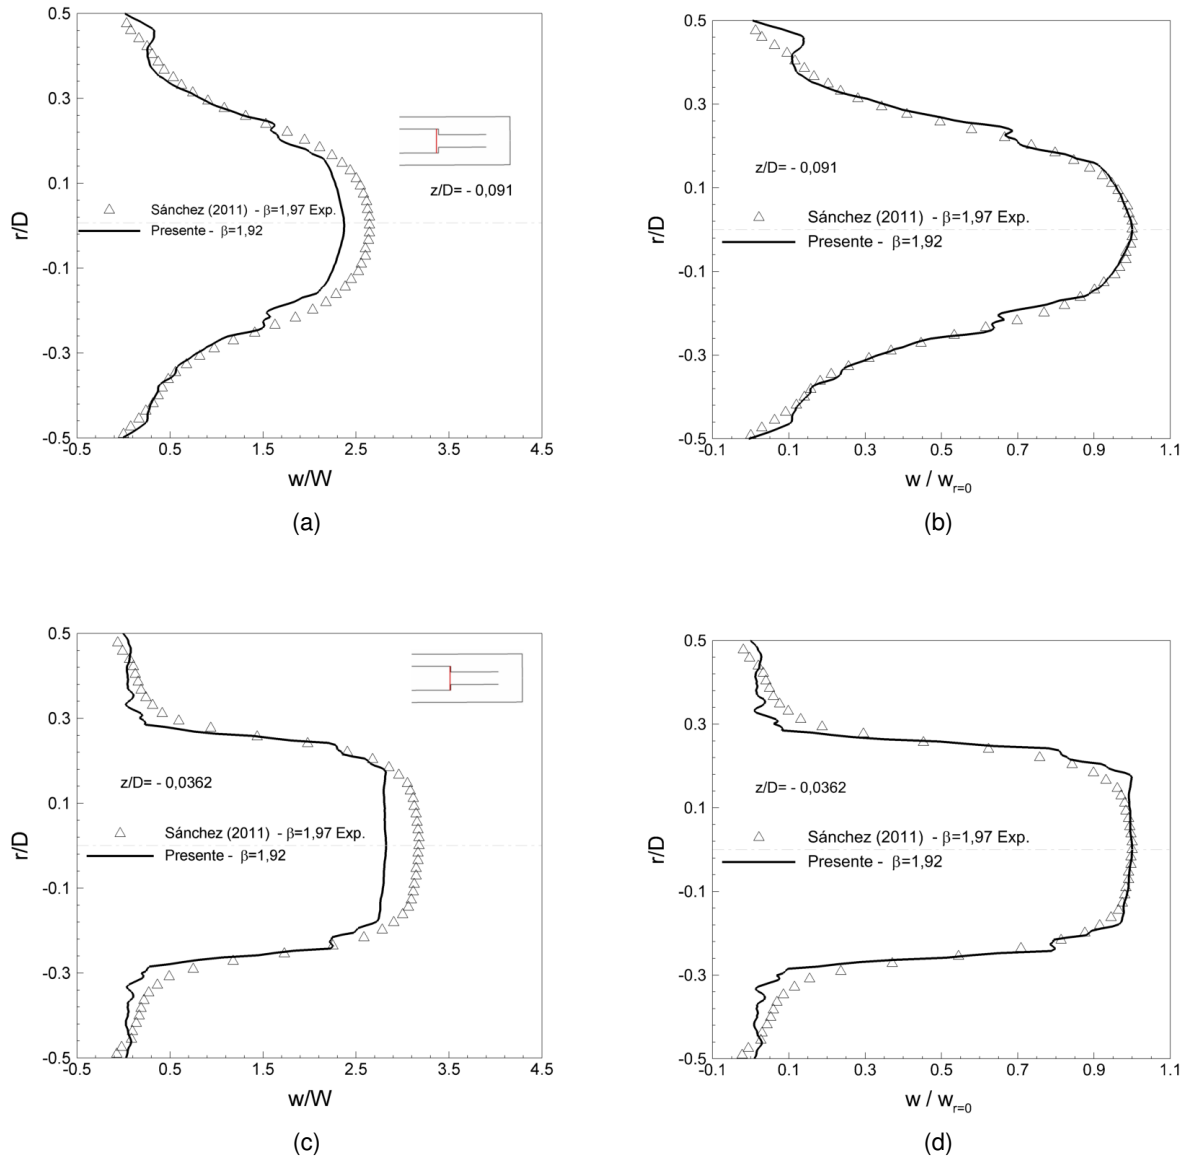 0.5
0.3
0.1
-0.1
-0.3
-0.5
r/D
z/D= - 0,091
Sánchez (2011) - β=1,97 Exp.
Presente - β=1,92
-0.5 0.5 1.5 2.5 3.5 4.5
w/W
(a)
0.5
0.3
0.1
-0.1
-0.3
-0.5
r/D
z/D= - 0,091
Sánchez (2011) - β=1,97 Exp.
Presente - β=1,92
-0.1 0.1 0.3 0.5 0.7 0.9 1.1
w / w r=0
(b)
0.5
0.3
0.1
-0.1
-0.3
-0.5
r/D
z/D= - 0,0362
Sánchez (2011) - β=1,97 Exp.
Presente - β=1,92
-0.5 0.5 1.5 2.5 3.5 4.5
w/W
(c)
0.5
0.3
0.1
-0.1
-0.3
-0.5
r/D
z/D= - 0,0362
Sánchez (2011) - β=1,97 Exp.
Presente - β=1,92
-0.1 0.1 0.3 0.5 0.7 0.9 1.1
w / w r=0
(d)